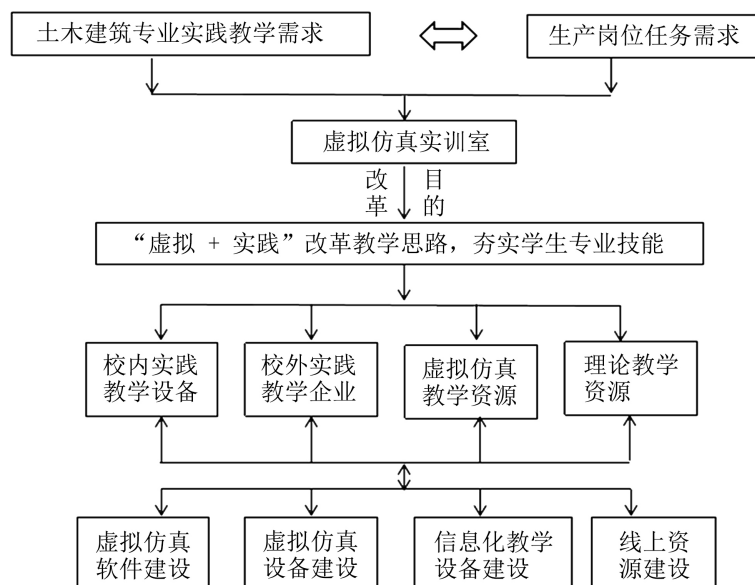 土木建筑专业实践教学需求
生产岗位任务需求
虚拟仿真实训室
改革
目的
“虚拟 + 实践”改革教学思路，夯实学生专业技能
校内实践
教学设备
校外实践
教学企业
虚拟仿真
教学资源
理论教学
资源
虚拟仿真
软件建设
虚拟仿真
设备建设
信息化教学
设备建设
线上资
源建设